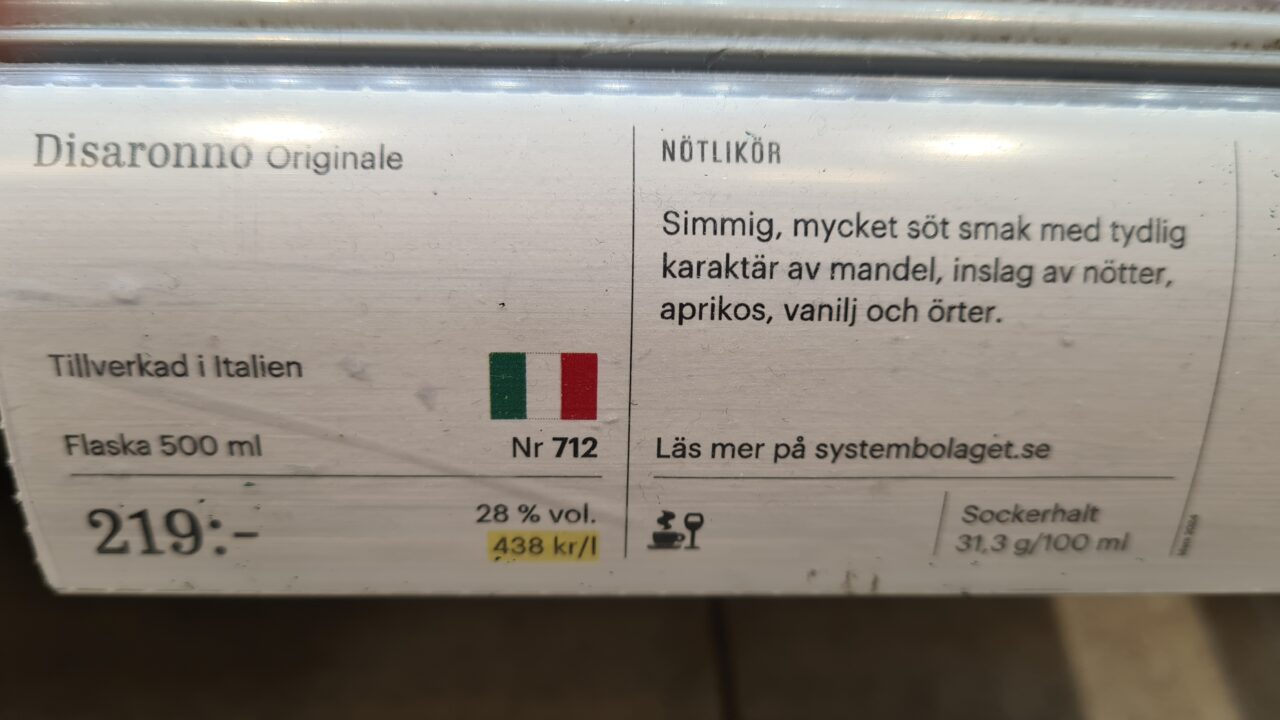 Disaronno Originale
Tillverkad i Italien
Flaska 500 ml
Nr 712
219:-
28 % vol.
438 kr/l
NÖTLIKÖR
Simmig, mycket söt smak med tydlig
karaktär av mandel, inslag av nötter,
aprikos, vanilj och örter.
Läs mer på systembolaget.se
Sockerhalt
31,3 g/100 ml